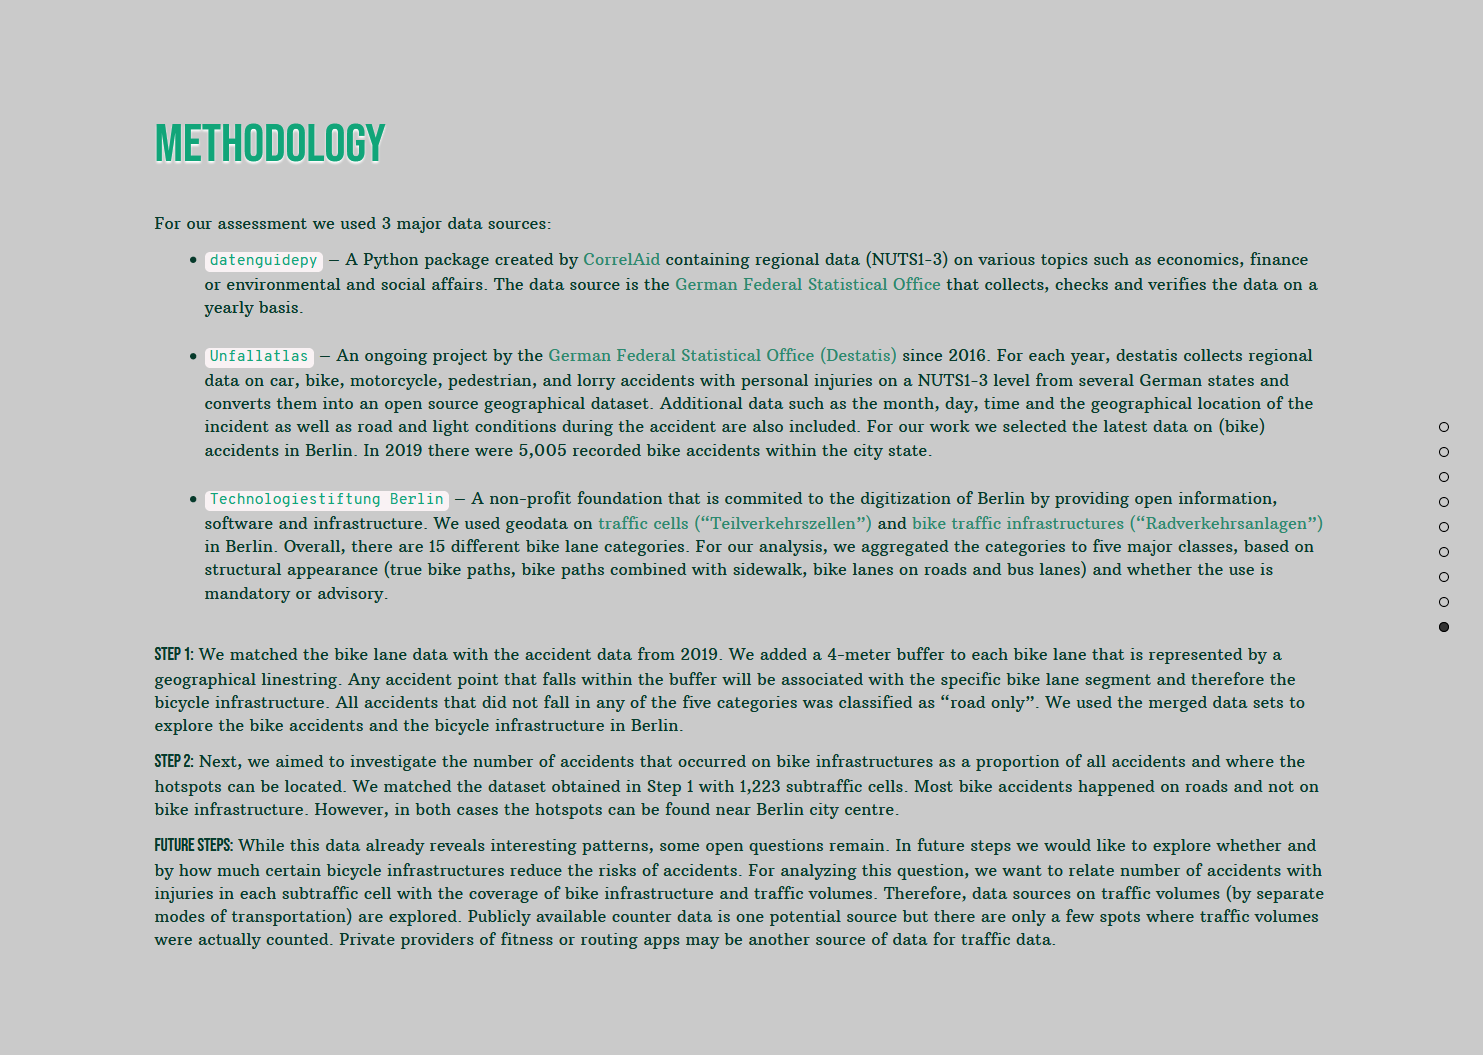 METHODOLOGY
For our assessment we used 3 major data sources:
• datenguidepy – A Python package created by CorrelAid containing regional data (NUTS1-3) on various topics such as economics, finance
or environmental and social affairs. The data source is the German Federal Statistical Office that collects, checks and verifies the data on a
yearly basis.
• Unfallatlas – An ongoing project by the German Federal Statistical Office (Destatis) since 2016. For each year, destatis collects regional
data on car, bike, motorcycle, pedestrian, and lorry accidents with personal injuries on a NUTS1-3 level from several German states and
converts them into an open source geographical dataset. Additional data such as the month, day, time and the geographical location of the
incident as well as road and light conditions during the accident are also included. For our work we selected the latest data on (bike)
accidents in Berlin. In 2019 there were 5,005 recorded bike accidents within the city state.
• Technologiestiftung Berlin – A non-profit foundation that is commited to the digitization of Berlin by providing open information,
software and infrastructure. We used geodata on traffic cells (“Teilverkehrszellen”) and bike traffic infrastructures (“Radverkehrsanlagen”)
in Berlin. Overall, there are 15 different bike lane categories. For our analysis, we aggregated the categories to five major classes, based on
structural appearance (true bike paths, bike paths combined with sidewalk, bike lanes on roads and bus lanes) and whether the use is
mandatory or advisory.
STEP 1: We matched the bike lane data with the accident data from 2019. We added a 4-meter buffer to each bike lane that is represented by a
geographical linestring. Any accident point that falls within the buffer will be associated with the specific bike lane segment and therefore the
bicycle infrastructure. All accidents that did not fall in any of the five categories was classified as “road only”. We used the merged data sets to
explore the bike accidents and the bicycle infrastructure in Berlin.
STEP 2: Next, we aimed to investigate the number of accidents that occurred on bike infrastructures as a proportion of all accidents and where the
hotspots can be located. We matched the dataset obtained in Step 1 with 1,223 subtraffic cells. Most bike accidents happened on roads and not on
bike infrastructure. However, in both cases the hotspots can be found near Berlin city centre.
FUTURE STEPS: While this data already reveals interesting patterns, some open questions remain. In future steps we would like to explore whether and
by how much certain bicycle infrastructures reduce the risks of accidents. For analyzing this question, we want to relate number of accidents with
injuries in each subtraffic cell with the coverage of bike infrastructure and traffic volumes. Therefore, data sources on traffic volumes (by separate
modes of transportation) are explored. Publicly available counter data is one potential source but there are only a few spots where traffic volumes
were actually counted. Private providers of fitness or routing apps may be another source of data for traffic data.